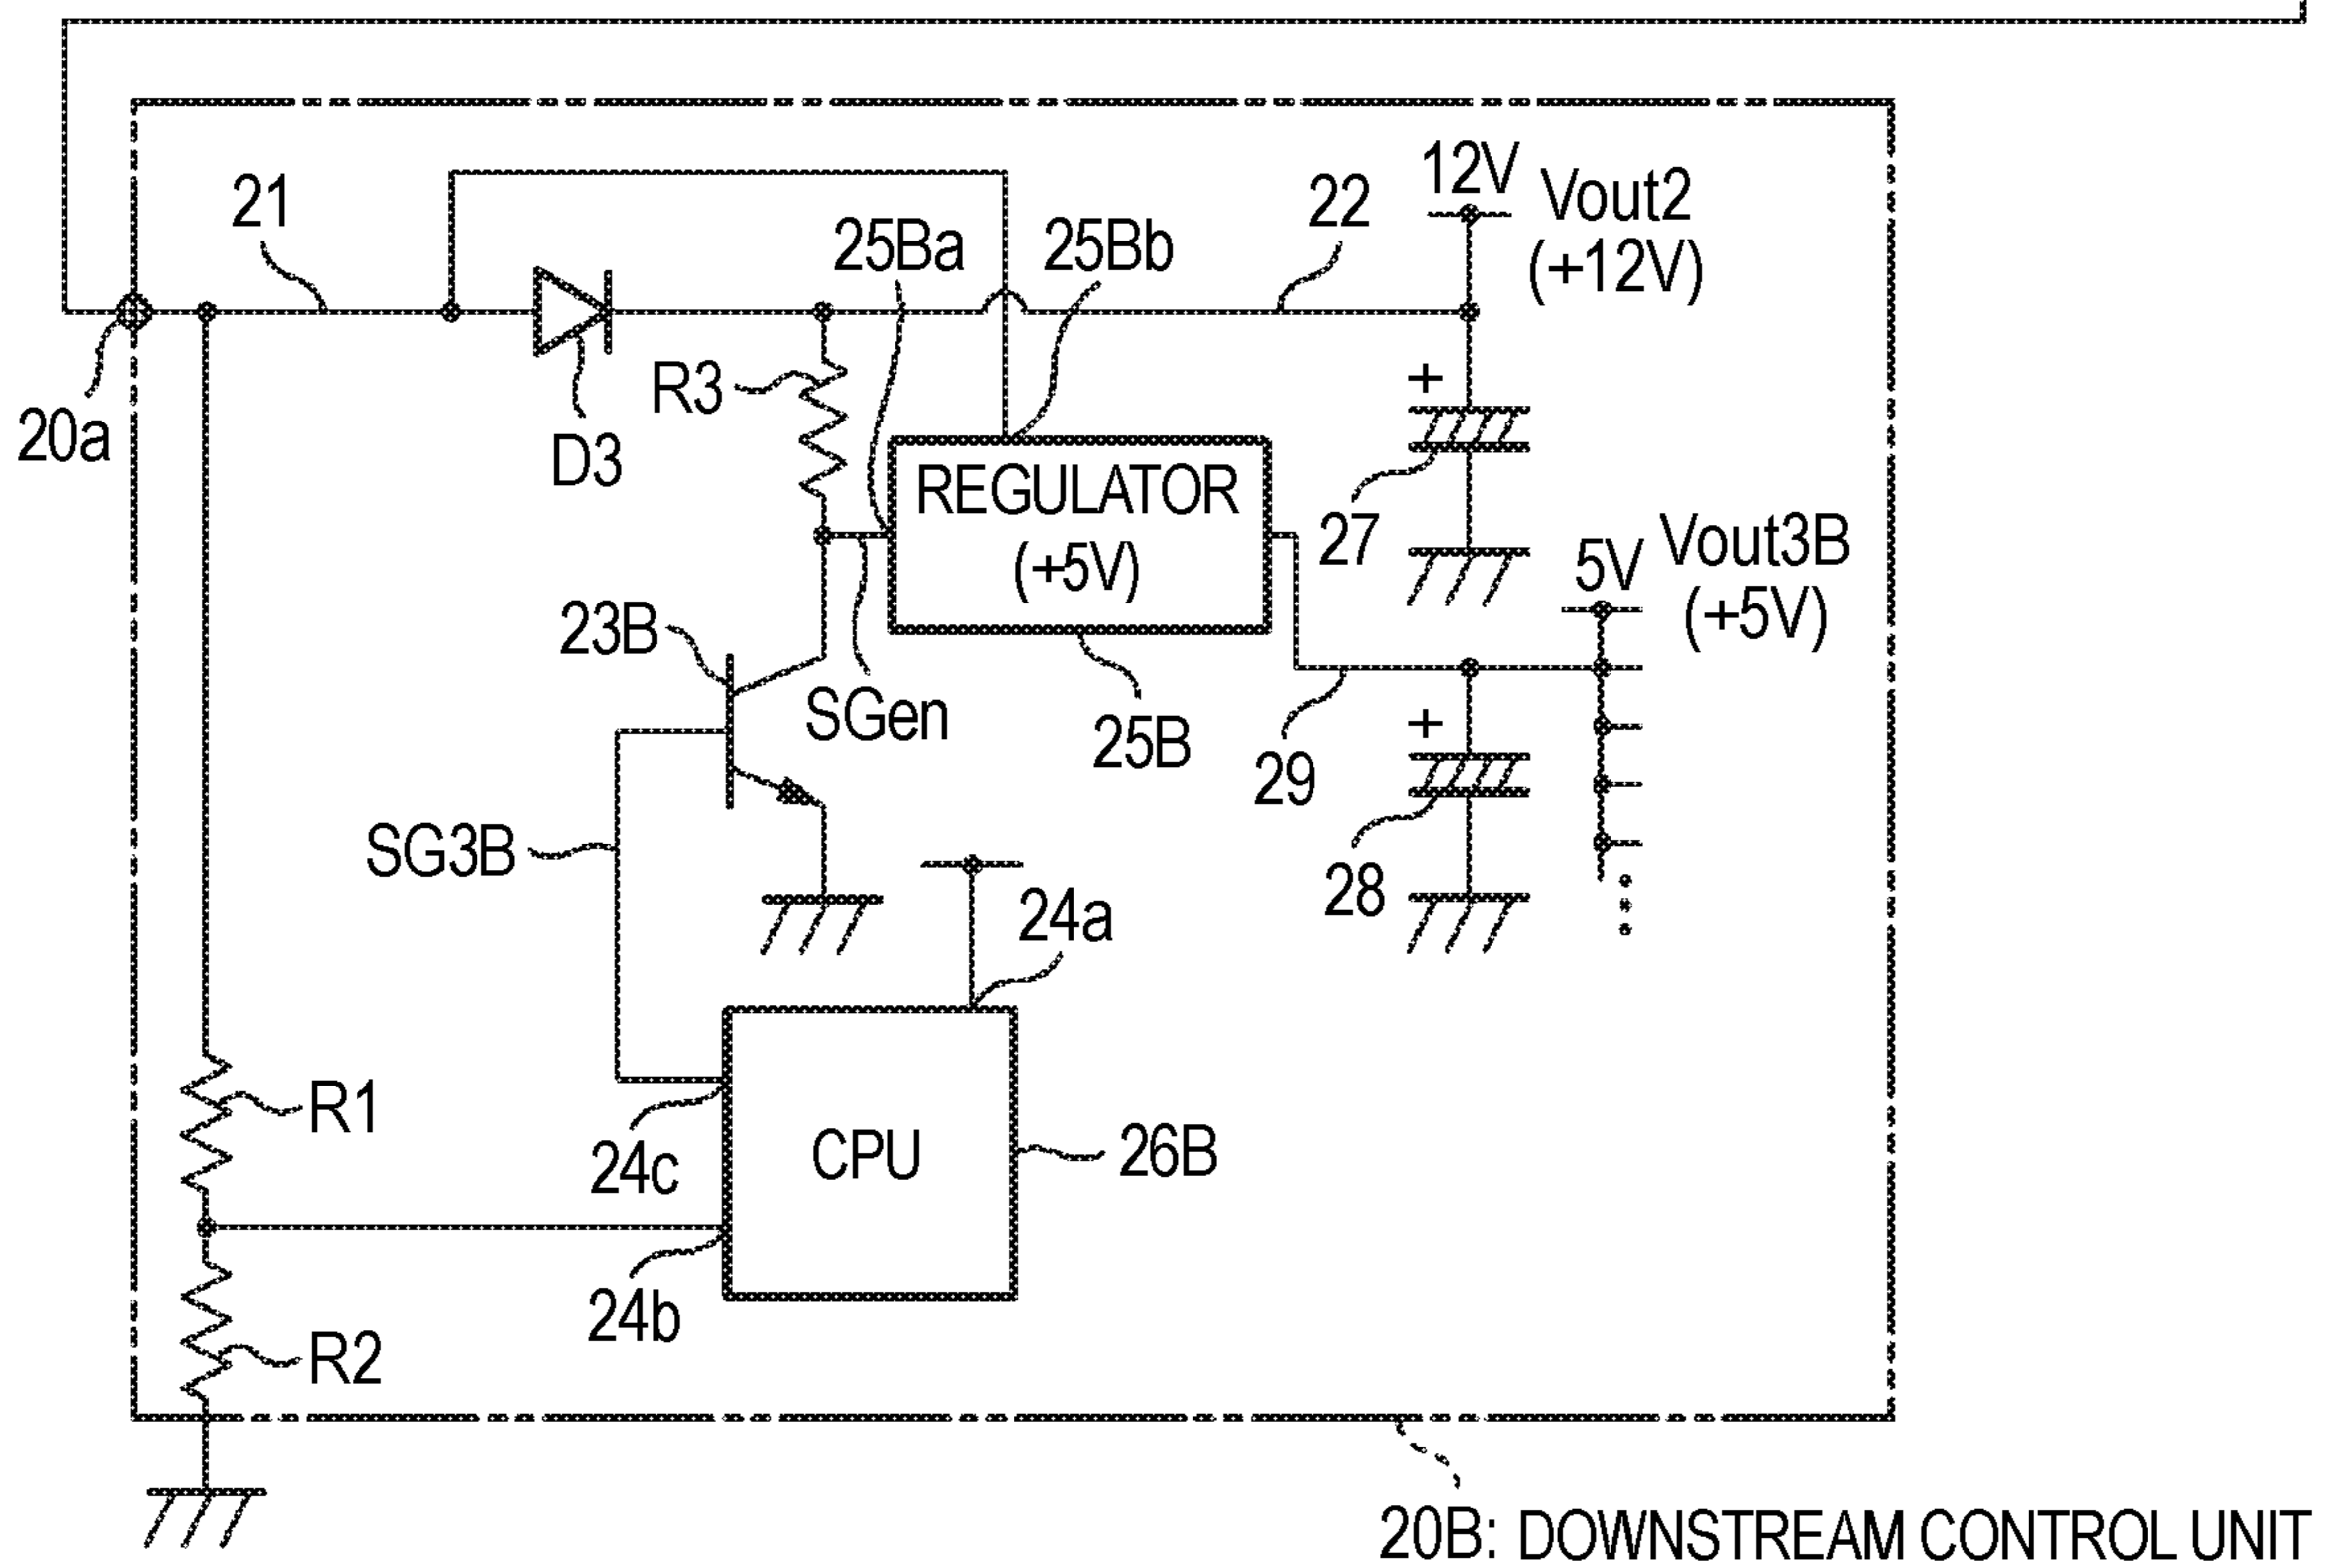 12V
Vout2
(+12V)
21
22
25Ba
25Bb
20a
D3
R3
REGULATOR
(+5V)
27
5V
Vout3B
(+5V)
23B
SGen
25B
29
+
+
28
SG3B
24a
R1
24c
CPU
26B
24b
R2
20B: DOWNSTREAM CONTROL UNIT